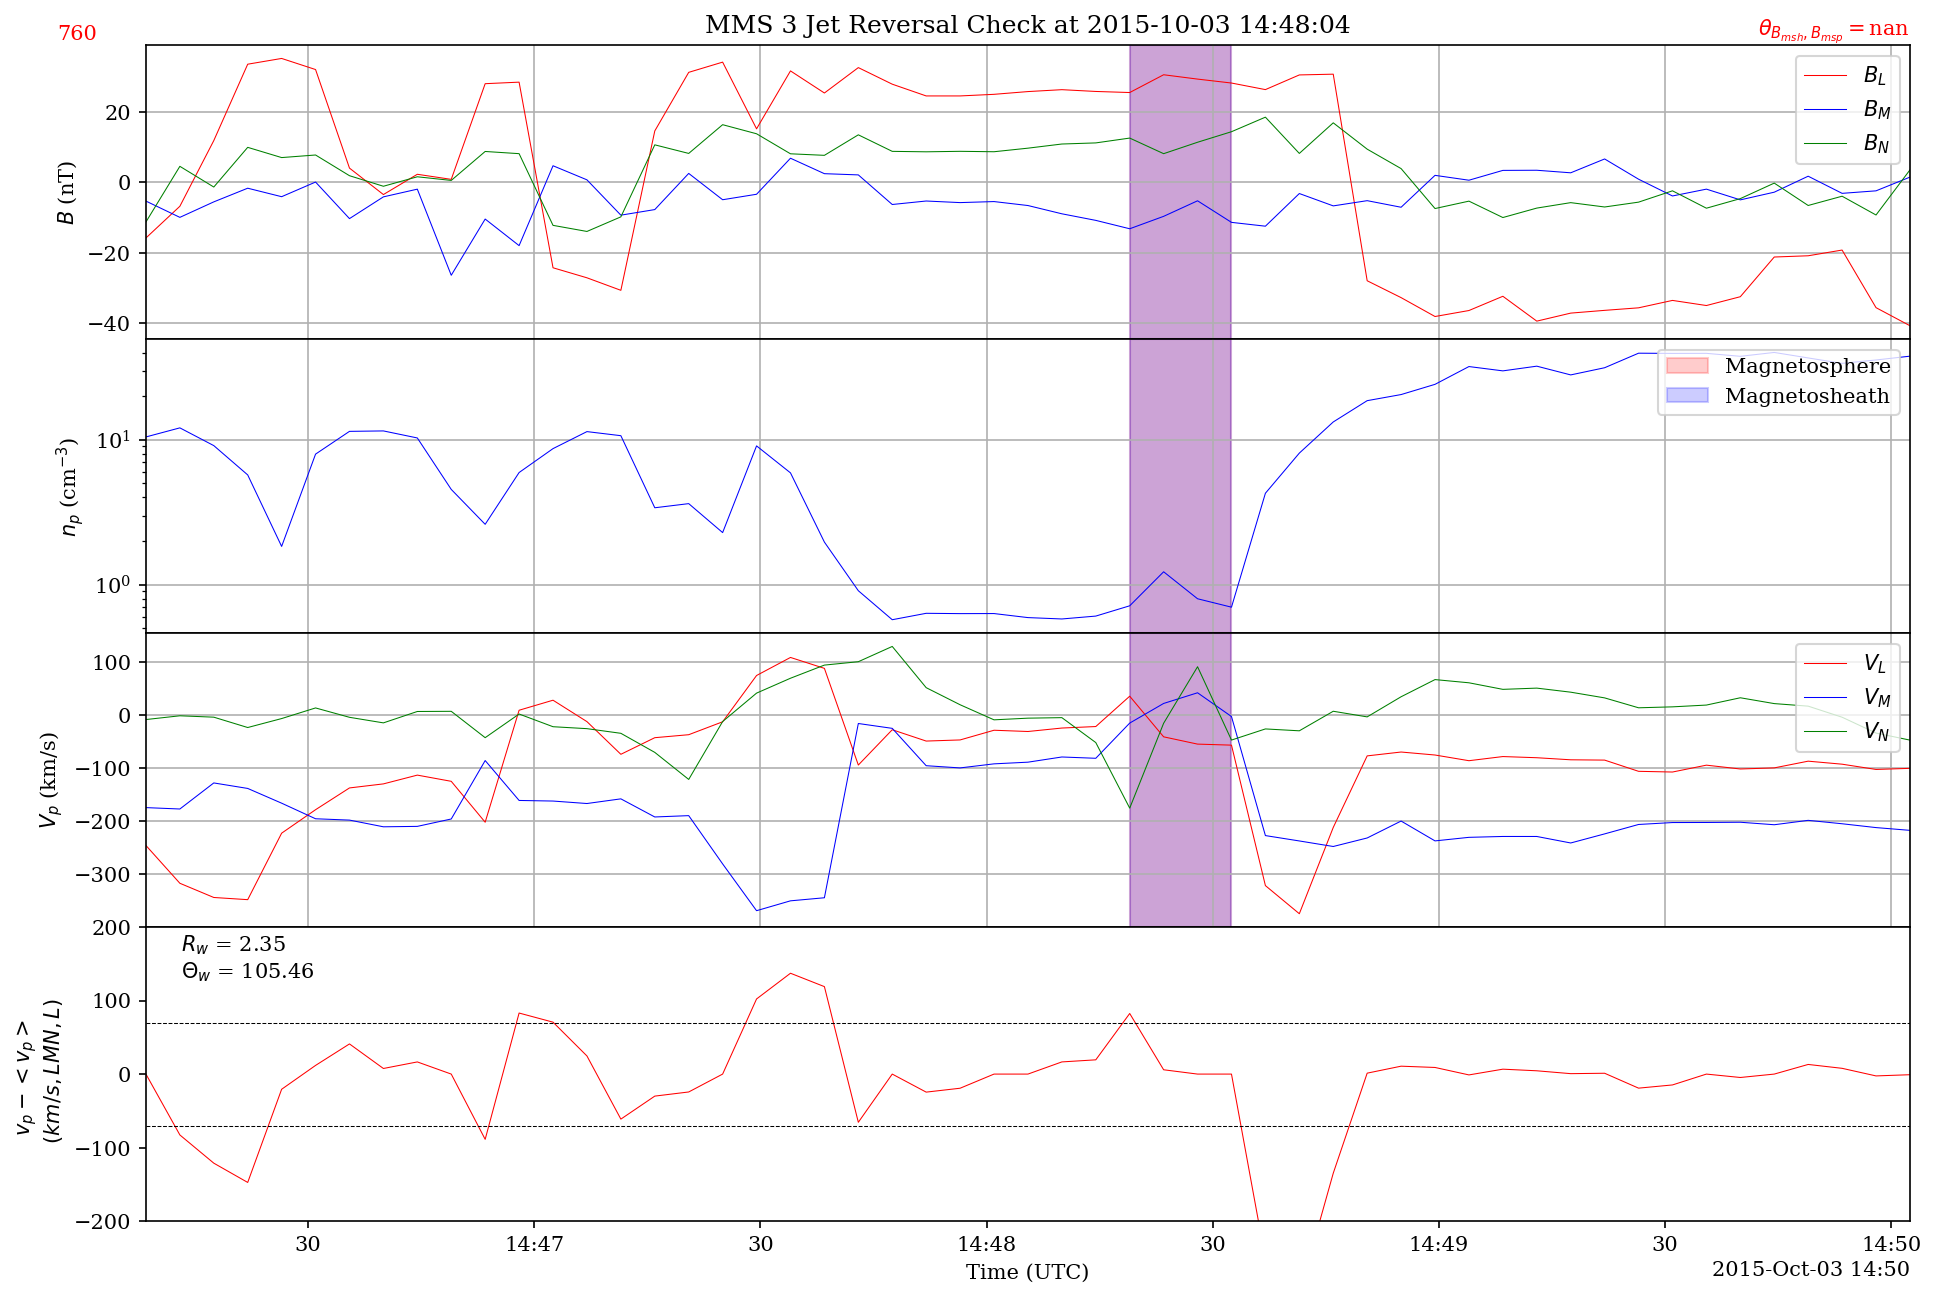 MMS 3 Jet Reversal Check at 2015-10-03 14:48:04
760
θ_{B_{msh}, B_{msp}} = nan
20
0
−20
−40
B (nT)
B_L
B_M
B_N
10^1
10^0
n_p (cm^{−3})
Magnetosphere
Magnetosheath
100
0
−100
−200
−300
V_p (km/s)
V_L
V_M
V_N
200
100
0
−100
−200
v_p − < v_p >
(km/s, LMN, L)
R_w = 2.35
Θ_w = 105.46
30
14:47
30
14:48
30
14:49
30
14:50
Time (UTC)
2015-Oct-03 14:50